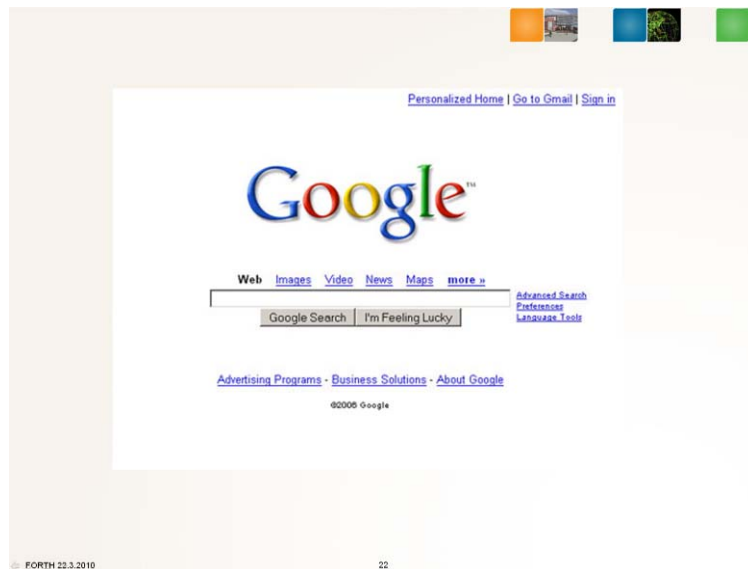 Personalized Home | Go to Gmail | Sign in
Google™
Web Images Video News Maps more »
Advanced Search
Preferences
Language Tools
Google Search I'm Feeling Lucky
Advertising Programs - Business Solutions - About Google
©2006 Google
FORTH 22.3.2010 22